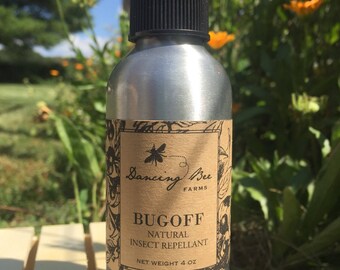 Dancing Bee
FARMS
BUGOFF
NATURAL
INSECT REPELLANT
NET WEIGHT 4 OZ